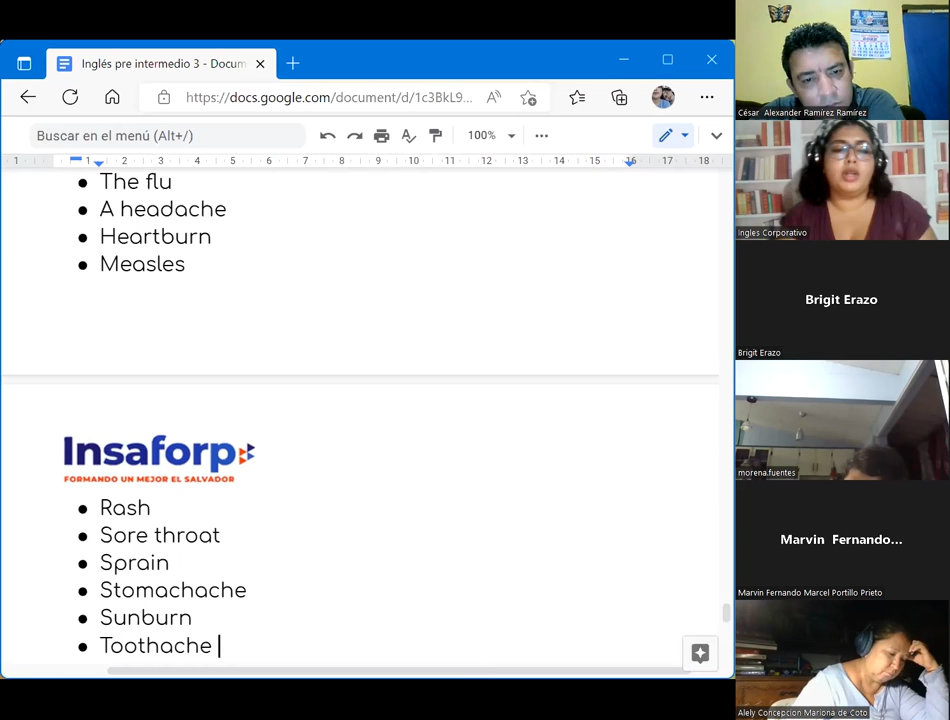 Inglés pre intermedio 3 - Docum
https://docs.google.com/document/d/1c3BkL9...
Buscar en el menú (Alt+/)
100%
1 1 2 3 4 5 6 7 8 9 10 11 12 13 14 15 16 17 18
The flu
A headache
Heartburn
Measles
Insaforp
FORMANDO UN MEJOR EL SALVADOR
Rash
Sore throat
Sprain
Stomachache
Sunburn
Toothache
2022
César Alexander Ramírez Ramírez
Ingles Corporativo
Brigit Erazo
Brigit Erazo
morena.fuentes
Marvin Fernando...
Marvin Fernando Marcel Portillo Prieto
Alely Concepcion Mariona de Coto